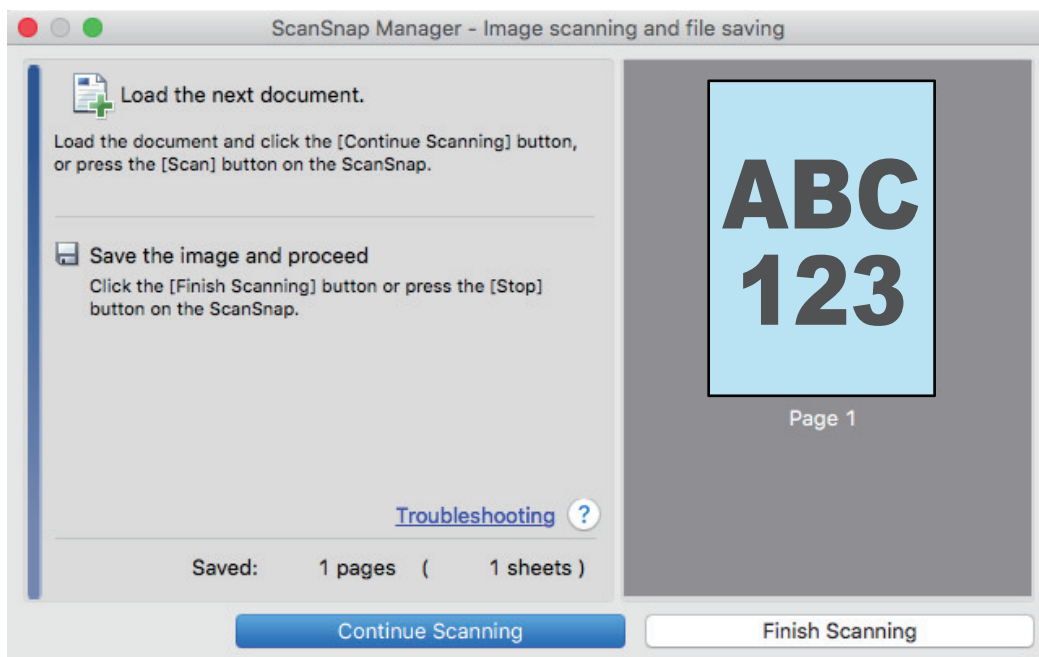 ScanSnap Manager - Image scanning and file saving
Load the next document.
Load the document and click the [Continue Scanning] button,
or press the [Scan] button on the ScanSnap.
Save the image and proceed
Click the [Finish Scanning] button or press the [Stop]
button on the ScanSnap.
Troubleshooting ?
Saved: 1 pages ( 1 sheets )
ABC
123
Page 1
Continue Scanning
Finish Scanning